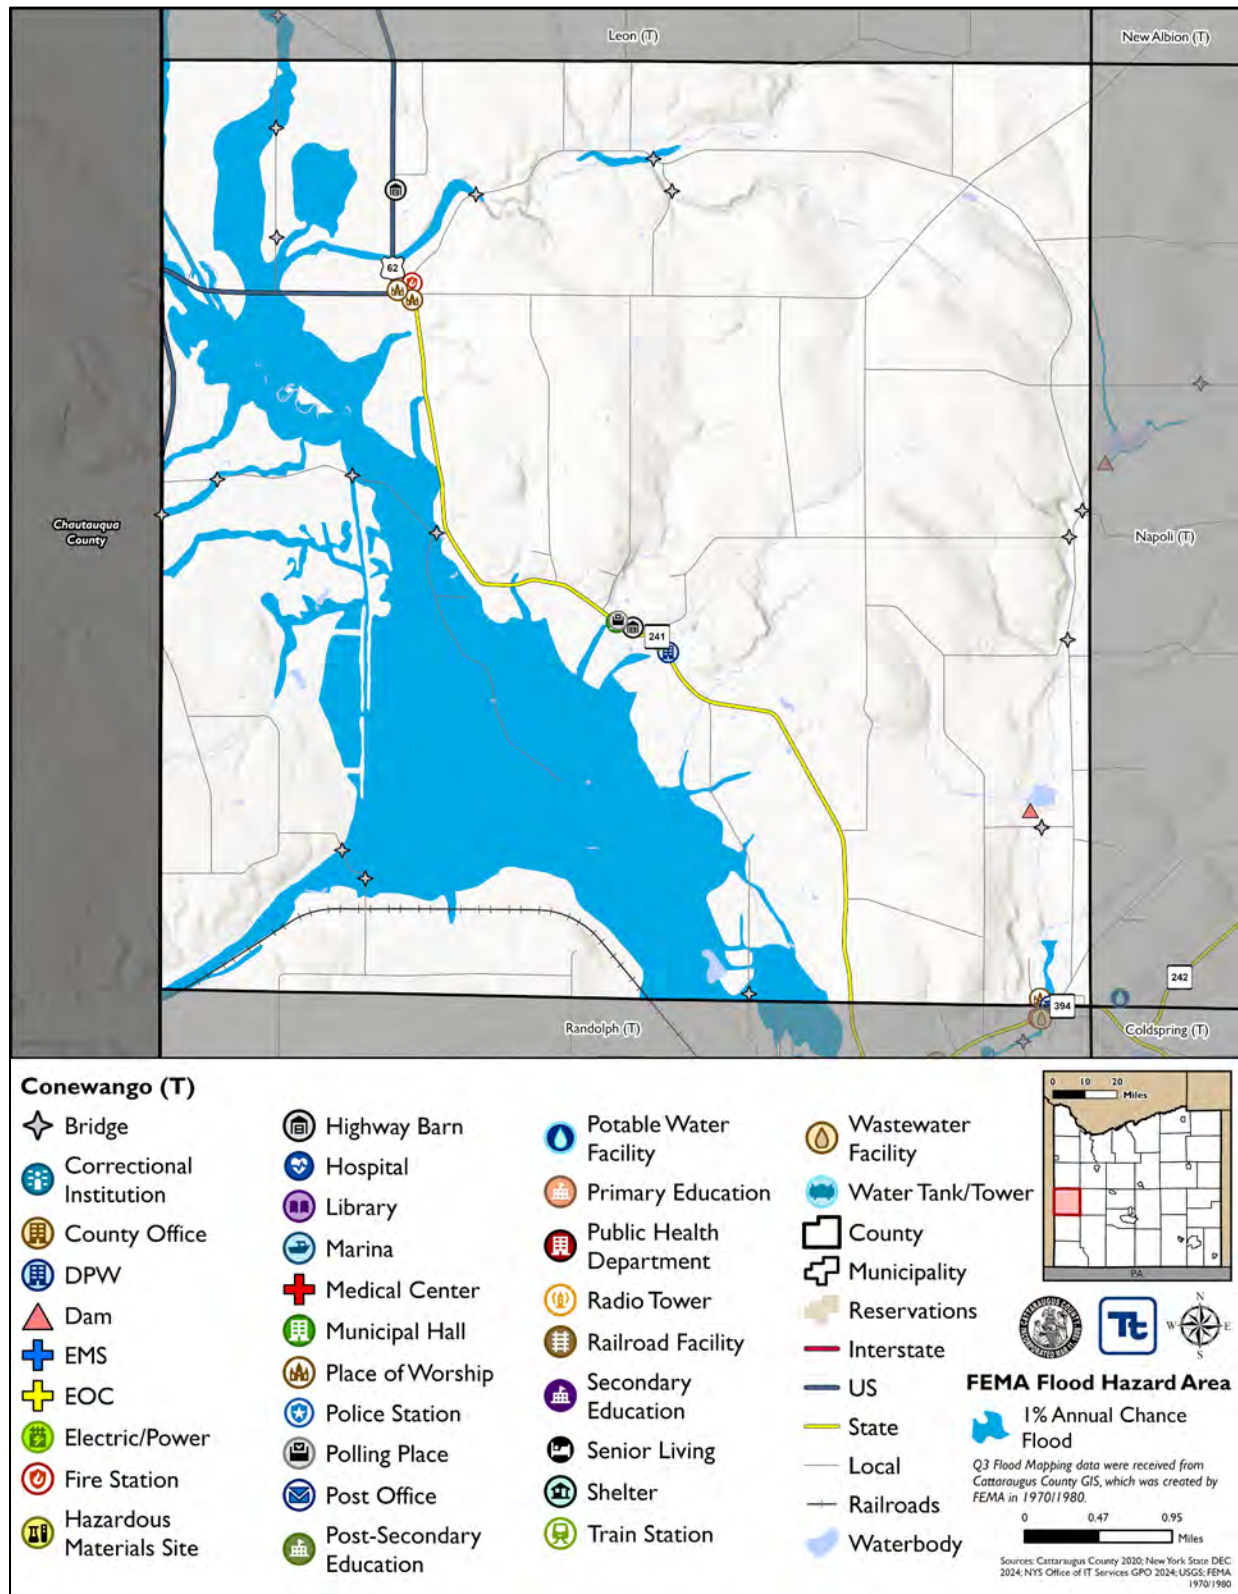 Leon (T)
New Albion (T)
62
Chautauqua
County
Napoli (T)
241
242
394
Randolph (T)
Coldspring (T)
Conewango (T)
Bridge
Correctional
Institution
County Office
DPW
Dam
EMS
EOC
Electric/Power
Fire Station
Hazardous
Materials Site
Highway Barn
Hospital
Library
Marina
Medical Center
Municipal Hall
Place of Worship
Police Station
Polling Place
Post Office
Post-Secondary
Education
Potable Water
Facility
Primary Education
Public Health
Department
Radio Tower
Railroad Facility
Secondary
Education
Senior Living
Shelter
Train Station
Wastewater
Facility
Water Tank/Tower
County
Municipality
Reservations
Interstate
US
State
Local
Railroads
Waterbody
0 10 20
Miles
PA
CATTARAUGUS COUNTY
Tt
N
W E
S
FEMA Flood Hazard Area
1% Annual Chance
Flood
Q3 Flood Mapping data were received from
Cattaraugus County GIS, which was created by
FEMA in 1970/1980.
0 0.47 0.95
Miles
Sources: Cattaraugus County 2020; New York State DEC
2024; NYS Office of IT Services GPO 2024; USGS; FEMA
1970/1980